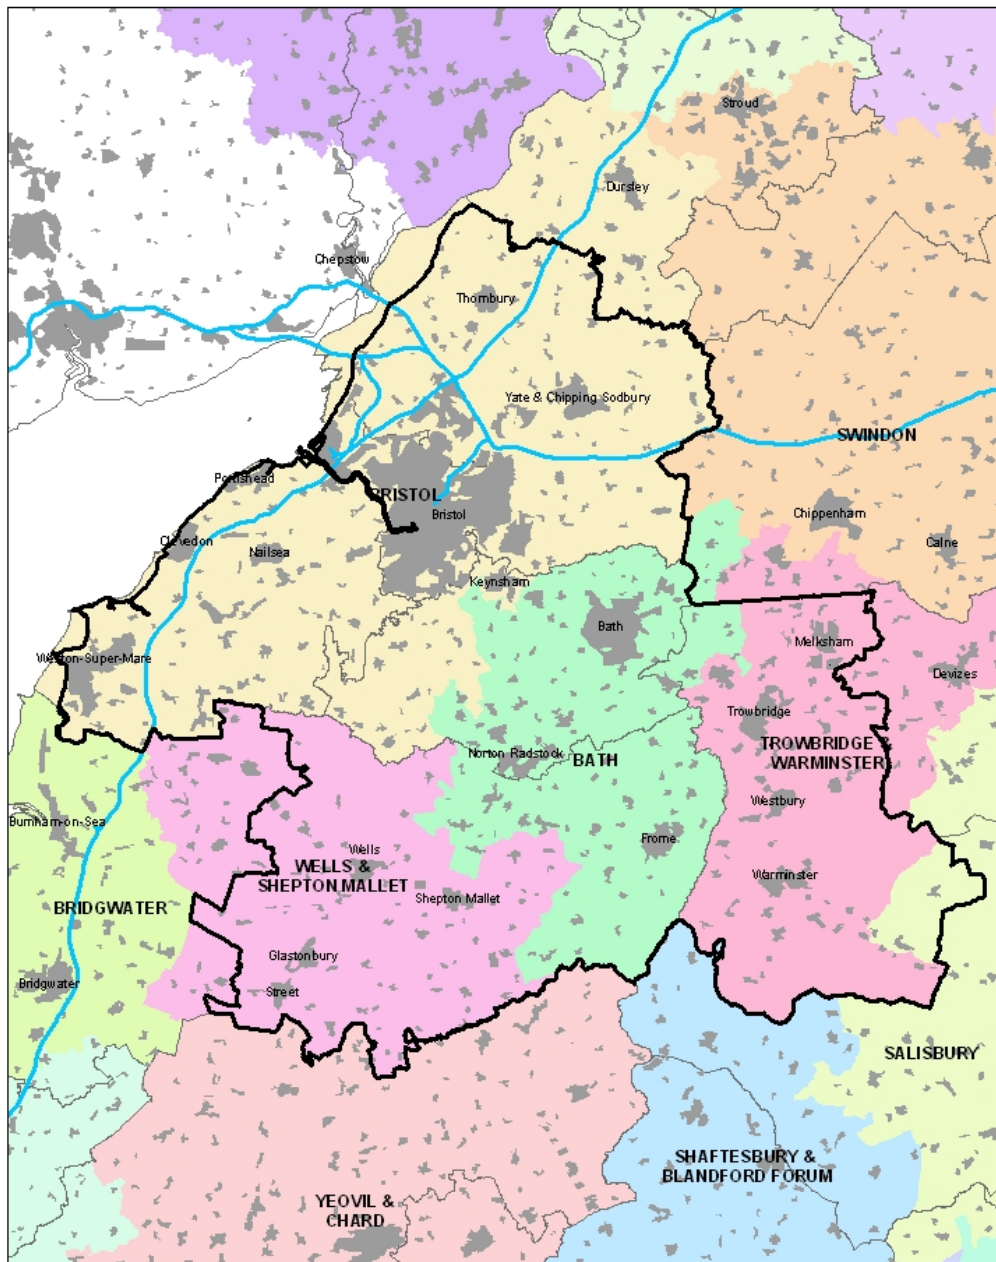 Stroud
Dursley
Chepstow
Thornbury
Yate & Chipping Sodbury
SWINDON
Portishead
BRISTOL
Bristol
Chippenham
Clevedon
Nailsea
Calne
Keynsham
Bath
Melksham
Weston-Super-Mare
Devizes
Trowbridge
TROWBRIDGE &
WARMINSTER
Norton Radstock
BATH
Westbury
Burnham-on-Sea
Frome
Wells
WELLS &
SHEPTON MALLET
Warminster
Shepton Mallet
BRIDGWATER
Glastonbury
Bridgwater
Street
SALISBURY
SHAFTESBURY &
BLANDFORD FORUM
YEOVIL &
CHARD